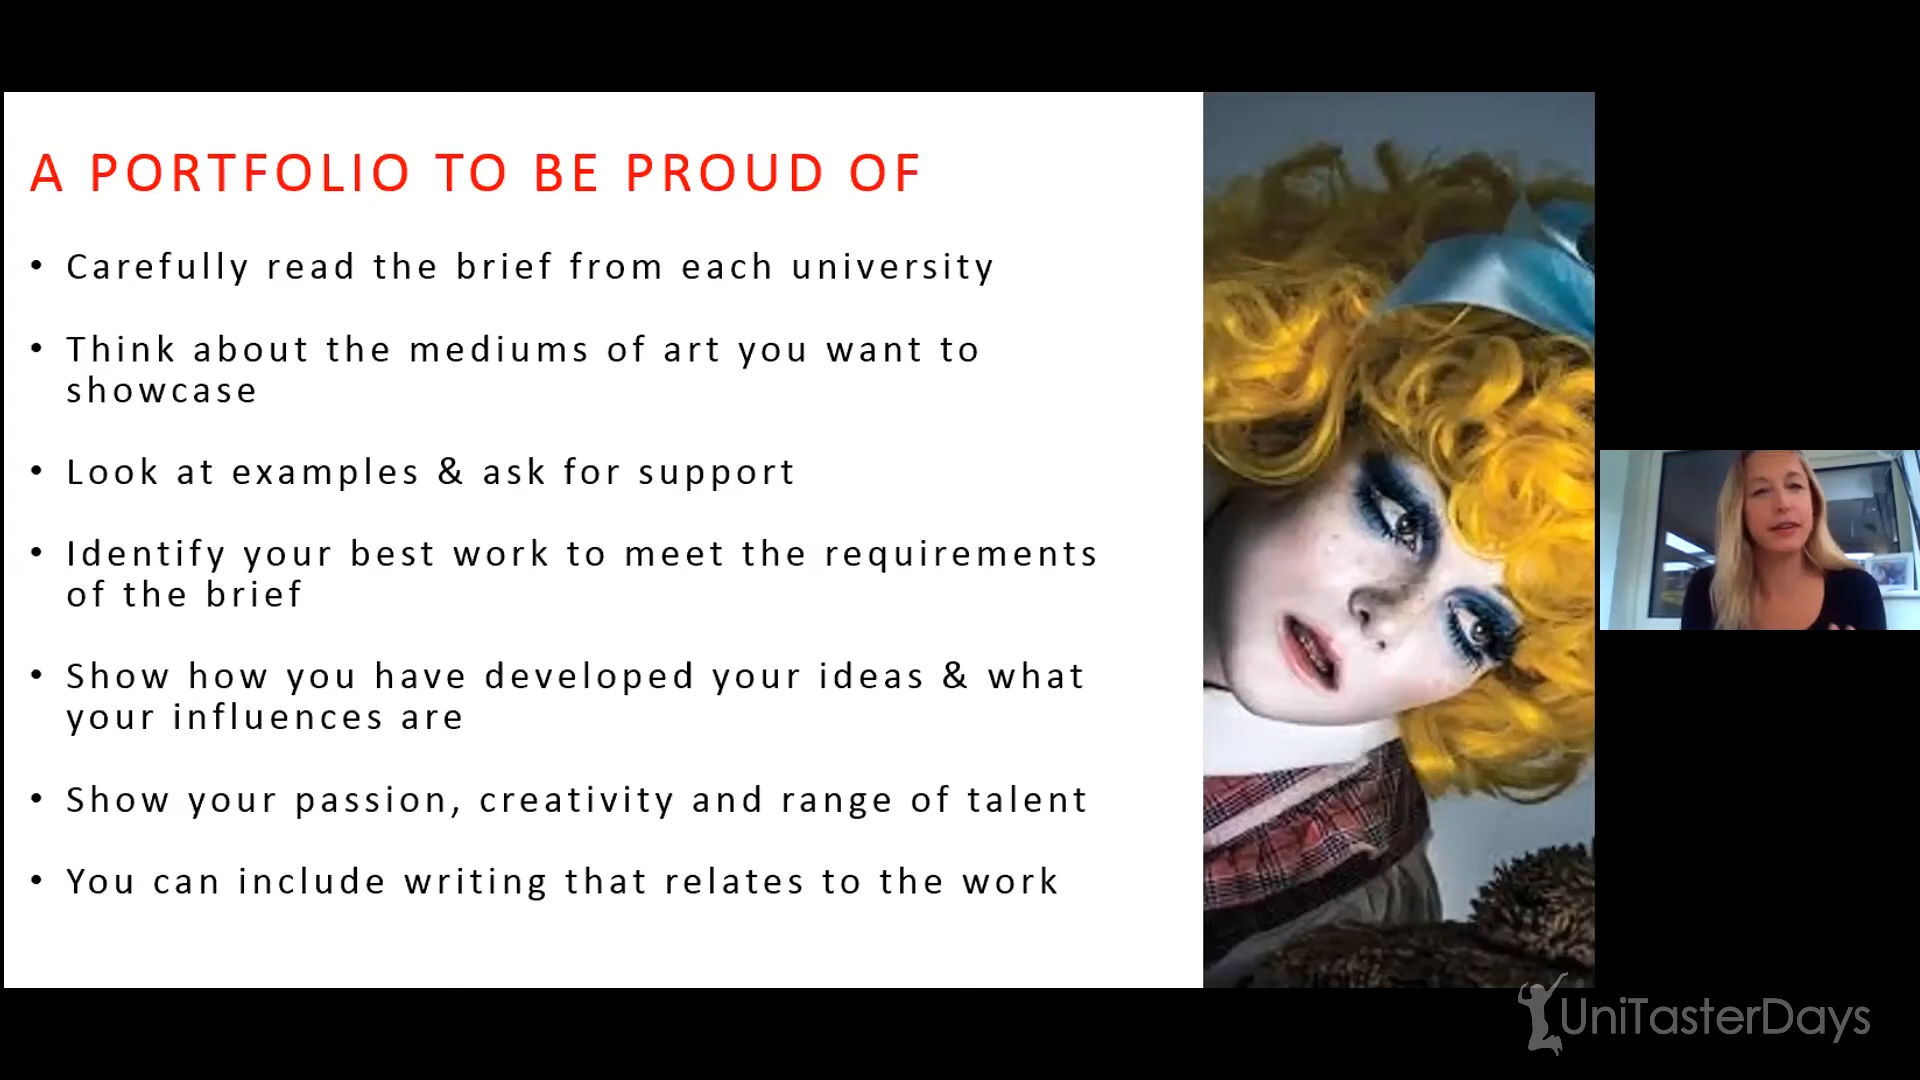 A PORTFOLIO TO BE PROUD OF
• Carefully read the brief from each university
• Think about the mediums of art you want to
showcase
• Look at examples & ask for support
• Identify your best work to meet the requirements
of the brief
• Show how you have developed your ideas & what
your influences are
• Show your passion, creativity and range of talent
• You can include writing that relates to the work
UniTasterDays